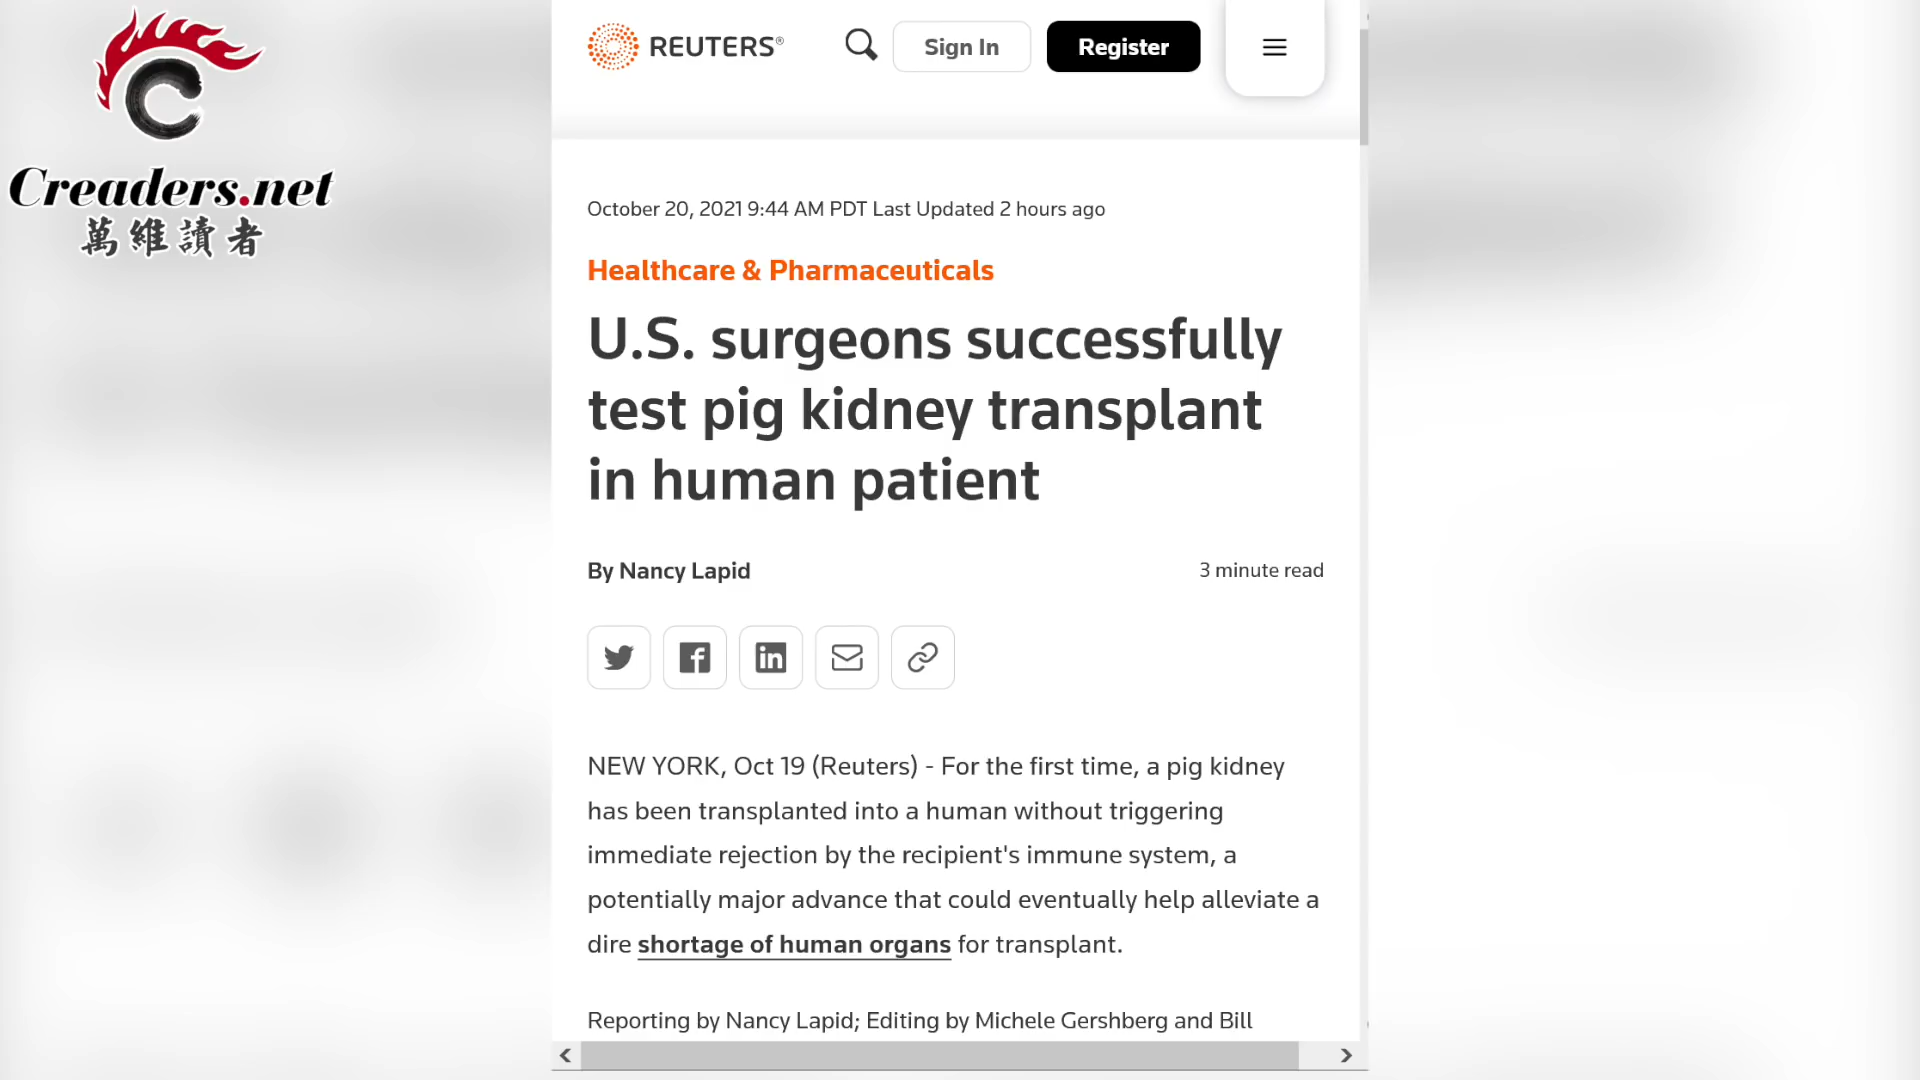 Creaders.net
萬維讀者
REUTERS®
Sign In
Register
October 20, 2021 9:44 AM PDT Last Updated 2 hours ago
Healthcare & Pharmaceuticals
U.S. surgeons successfully
test pig kidney transplant
in human patient
By Nancy Lapid
3 minute read
NEW YORK, Oct 19 (Reuters) - For the first time, a pig kidney
has been transplanted into a human without triggering
immediate rejection by the recipient's immune system, a
potentially major advance that could eventually help alleviate a
dire shortage of human organs for transplant.
Reporting by Nancy Lapid; Editing by Michele Gershberg and Bill